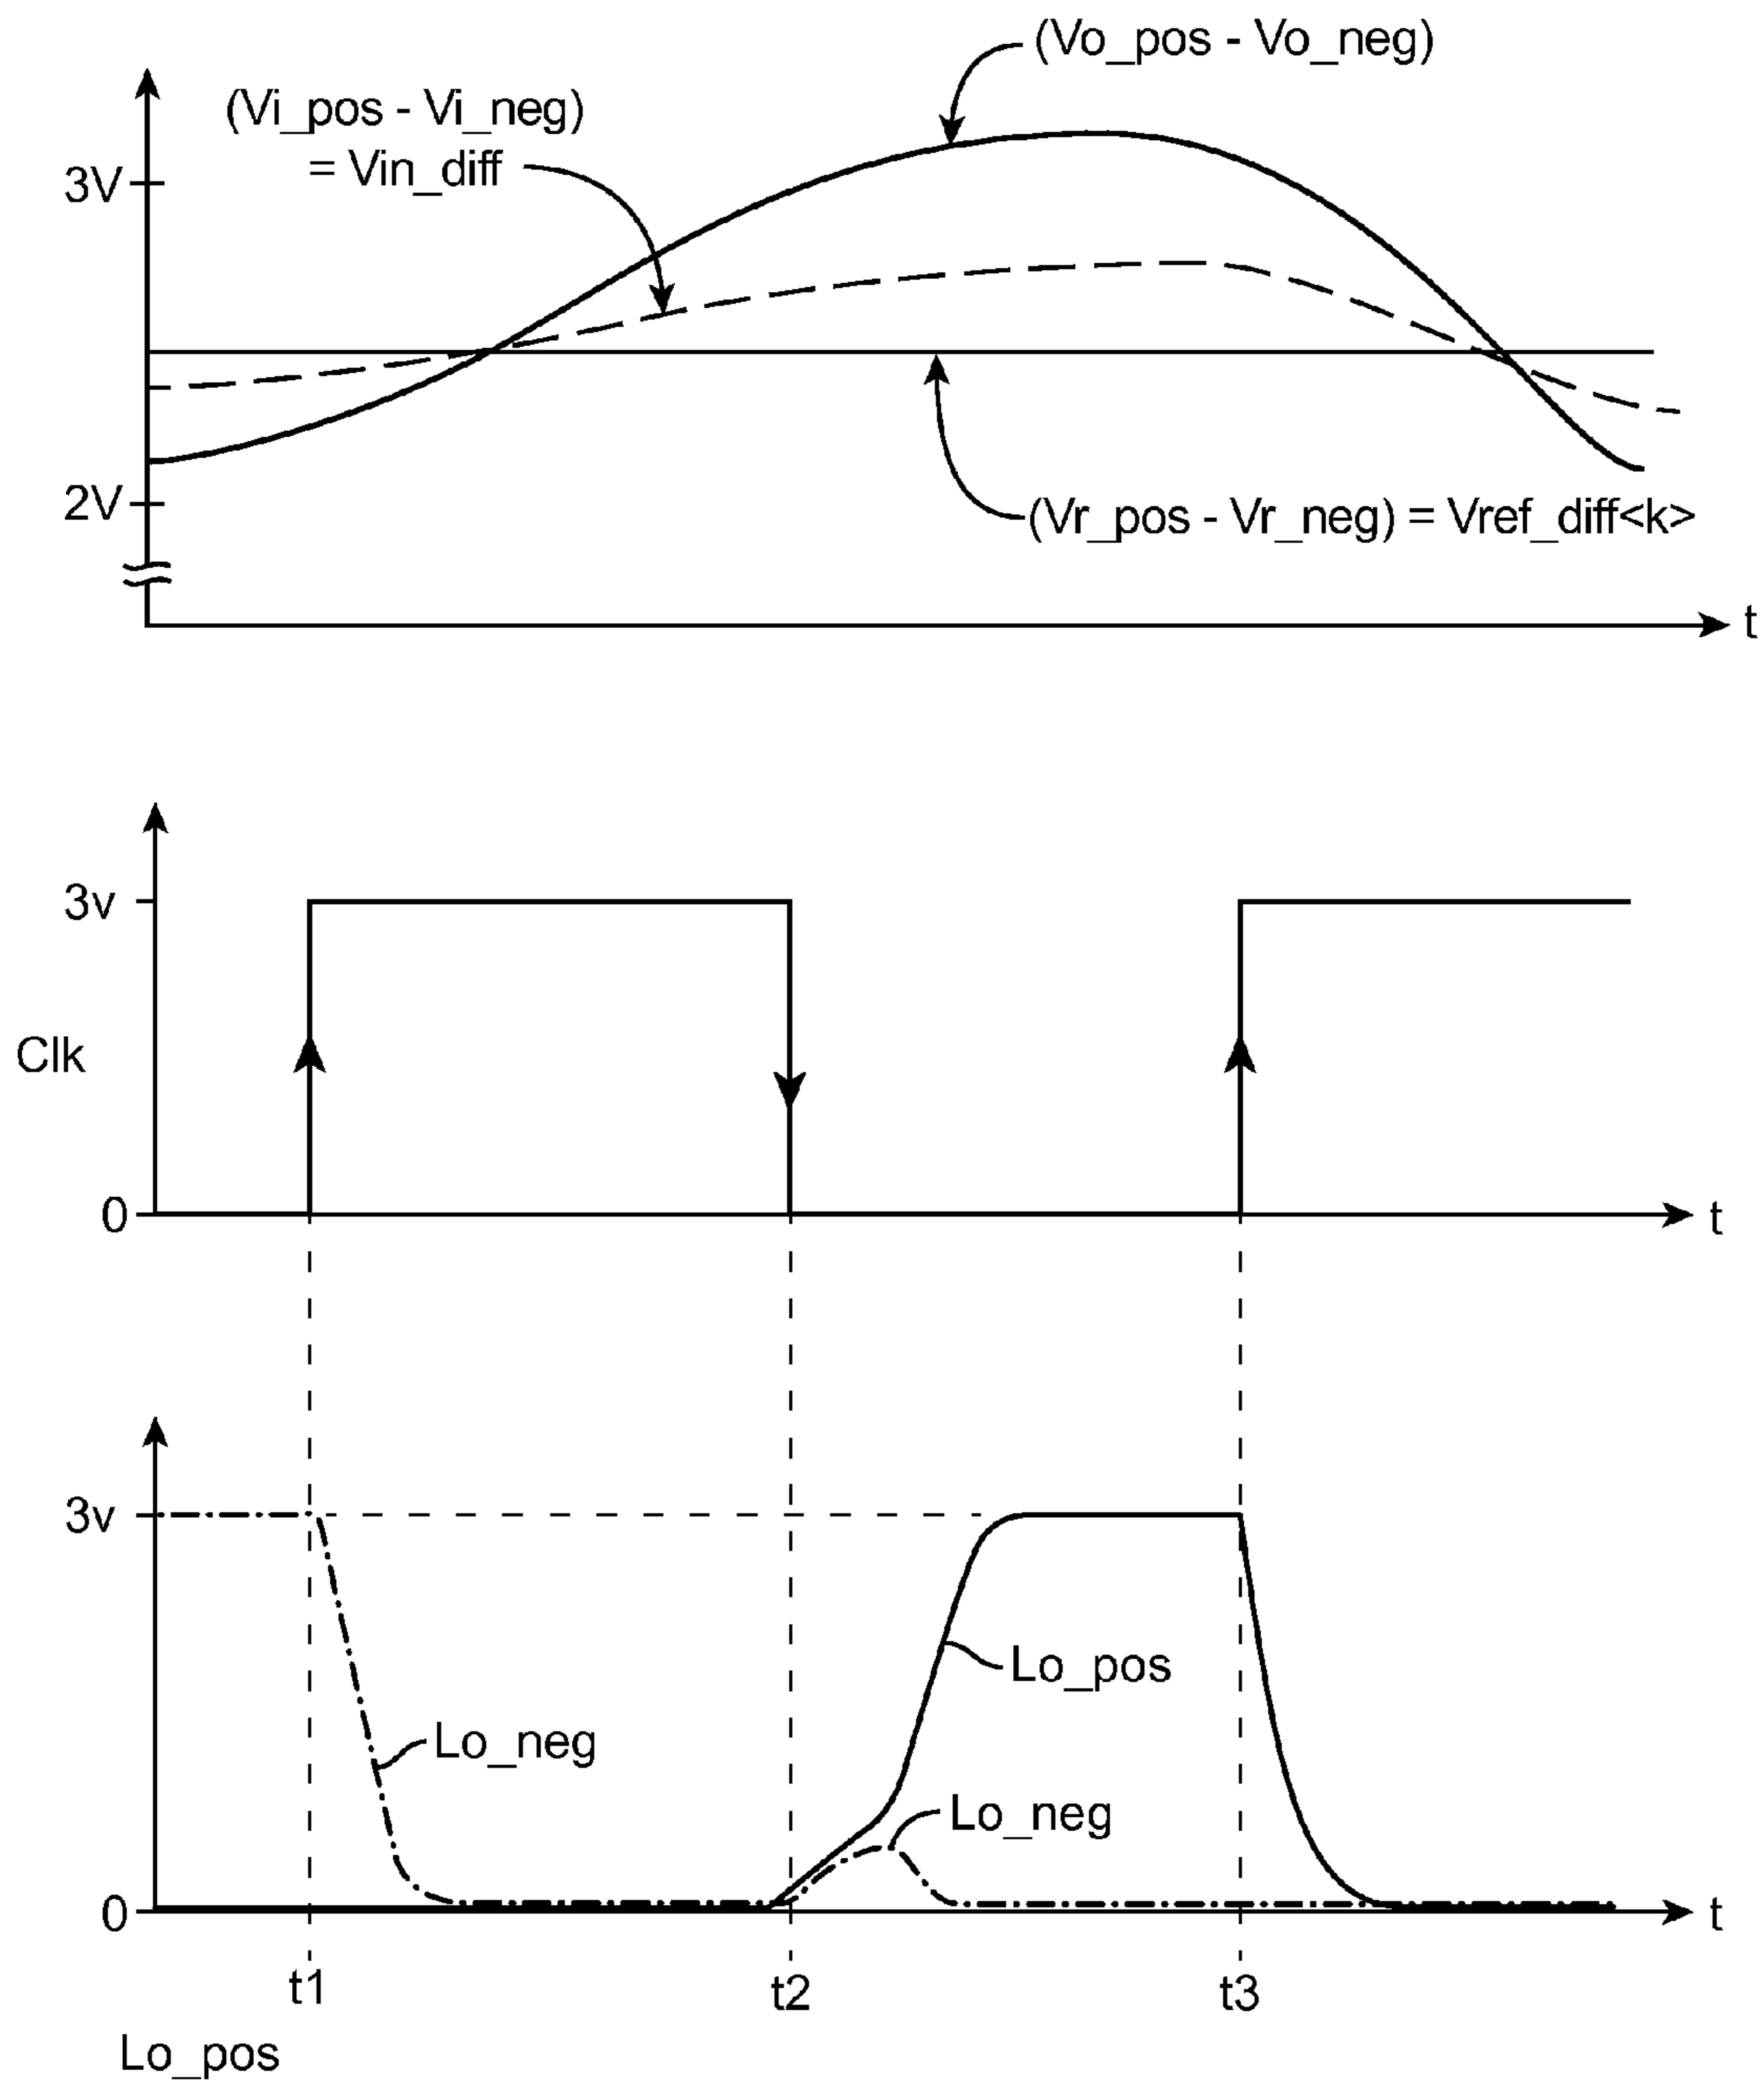 (Vo_pos - Vo_neg)
(Vi_pos - Vi_neg)
= Vin_diff
3V
2V
(Vr_pos - Vr_neg) = Vref_diff<k>
t
3v
Clk
0
t
3v
Lo_pos
Lo_neg
Lo_neg
0
t
t1
t2
t3
Lo_pos